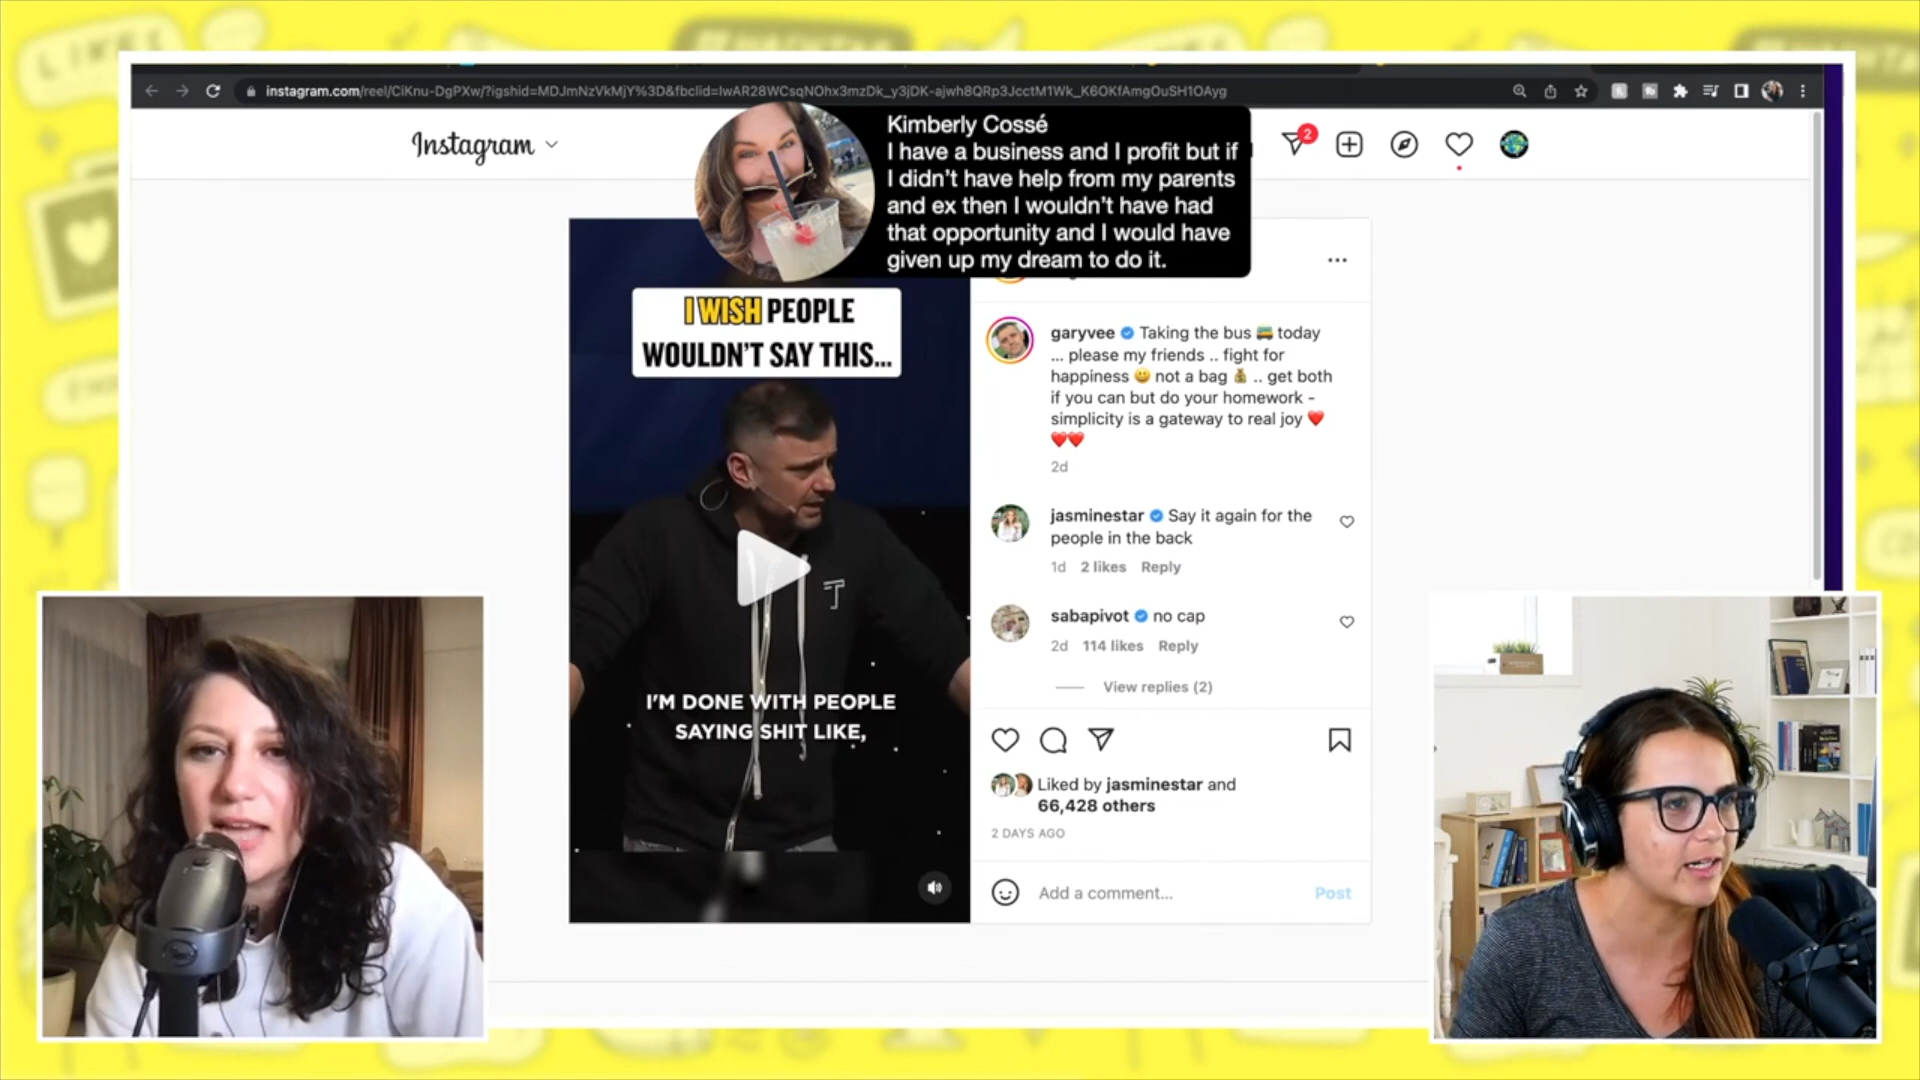 LIKES
instagram.com/reel/CiKnu-DgPXw/?igshid=MDJmNzVkMjY%3D&fbclid=IwAR28WCsqNOhx3mzDk_y3jDK-ajwh8QRp3JcctM1Wk_K6OKfAmgOuSH1OAyg
Instagram
2
Kimberly Cossé
I have a business and I profit but if
I didn't have help from my parents
and ex then I wouldn't have had
that opportunity and I would have
given up my dream to do it.
I WISH PEOPLE
WOULDN'T SAY THIS...
I'M DONE WITH PEOPLE
SAYING SHIT LIKE,
garyvee Taking the bus 🚌 today
... please my friends .. fight for
happiness 😃 not a bag 💰 .. get both
if you can but do your homework -
simplicity is a gateway to real joy ❤️
❤️❤️
2d
jasminestar Say it again for the
people in the back
1d 2 likes Reply
sabapivot no cap
2d 114 likes Reply
View replies (2)
Liked by jasminestar and
66,428 others
2 DAYS AGO
Add a comment... Post